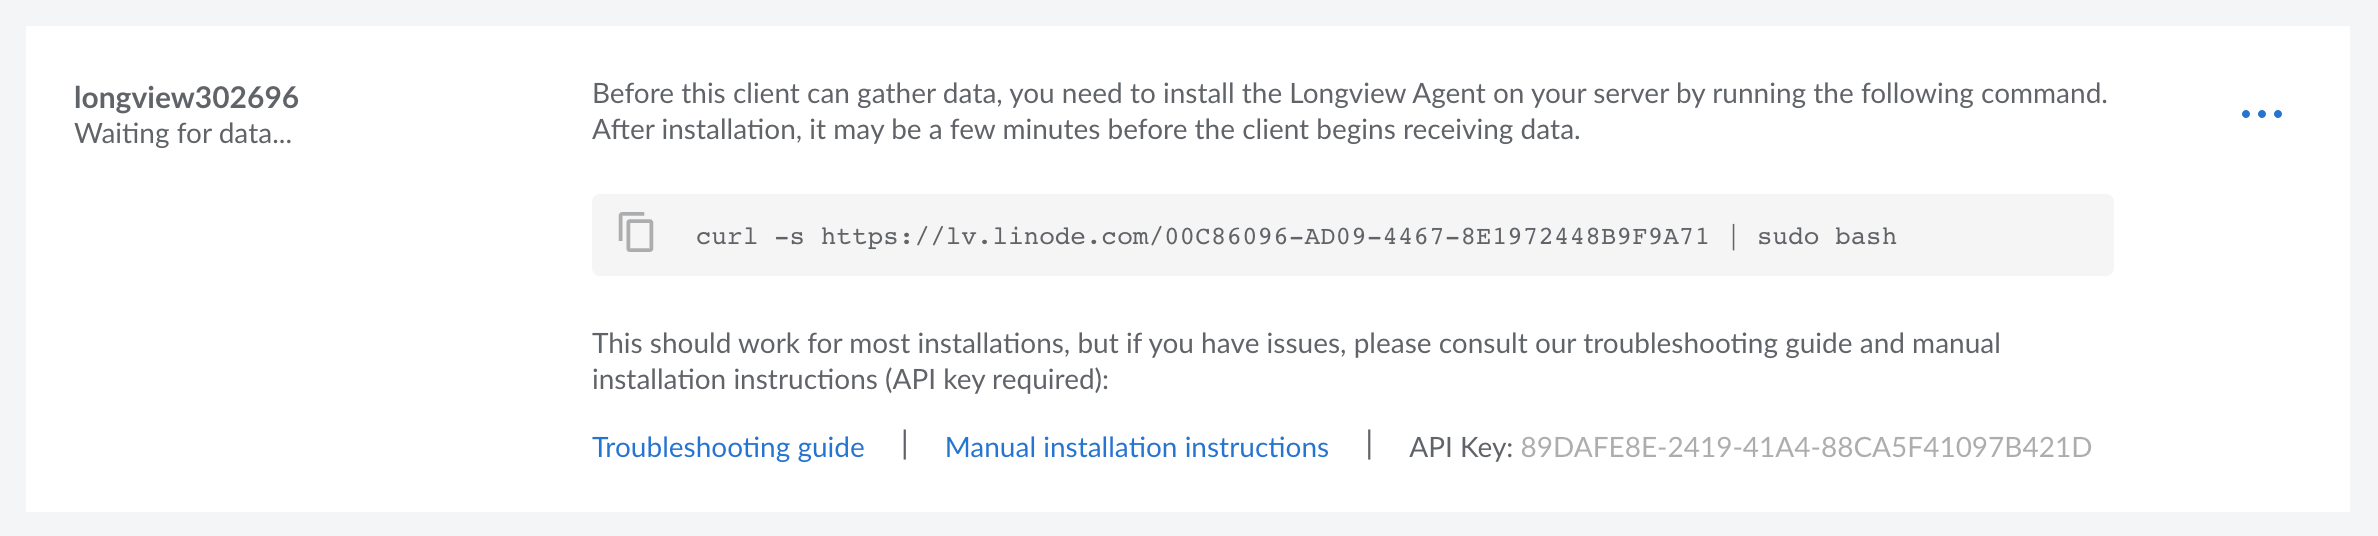 longview302696
Waiting for data...
Before this client can gather data, you need to install the Longview Agent on your server by running the following command.
After installation, it may be a few minutes before the client begins receiving data.
curl -s https://lv.linode.com/00C86096-AD09-4467-8E1972448B9F9A71 | sudo bash
This should work for most installations, but if you have issues, please consult our troubleshooting guide and manual
installation instructions (API key required):
Troubleshooting guide | Manual installation instructions | API Key: 89DAFE8E-2419-41A4-88CA5F41097B421D